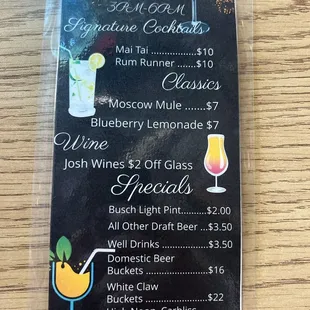 3PM-6PM
Signature Cocktails
Mai Tai ................$10
Rum Runner .......$10
Classics
Moscow Mule .......$7
Blueberry Lemonade $7
Wine
Josh Wines $2 Off Glass
Specials
Busch Light Pint..........$2.00
All Other Draft Beer ...$3.50
Well Drinks .................$3.50
Domestic Beer
Buckets ......................$16
White Claw
Buckets ......................$22
High Noon,